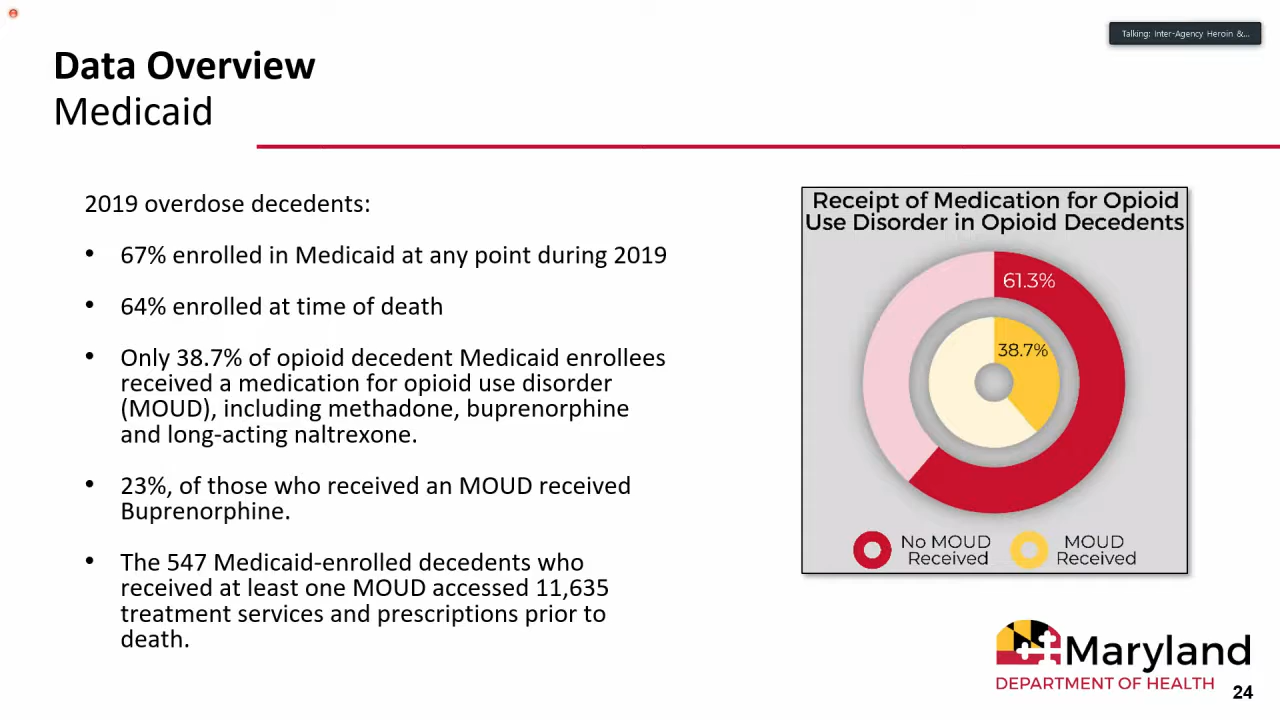 Talking: Inter-Agency Heroin &...
Data Overview
Medicaid
2019 overdose decedents:
• 67% enrolled in Medicaid at any point during 2019
• 64% enrolled at time of death
• Only 38.7% of opioid decedent Medicaid enrollees
received a medication for opioid use disorder
(MOUD), including methadone, buprenorphine
and long-acting naltrexone.
• 23%, of those who received an MOUD received
Buprenorphine.
• The 547 Medicaid-enrolled decedents who
received at least one MOUD accessed 11,635
treatment services and prescriptions prior to
death.
Receipt of Medication for Opioid
Use Disorder in Opioid Decedents
61.3%
38.7%
No MOUD
Received
MOUD
Received
Maryland
DEPARTMENT OF HEALTH
24